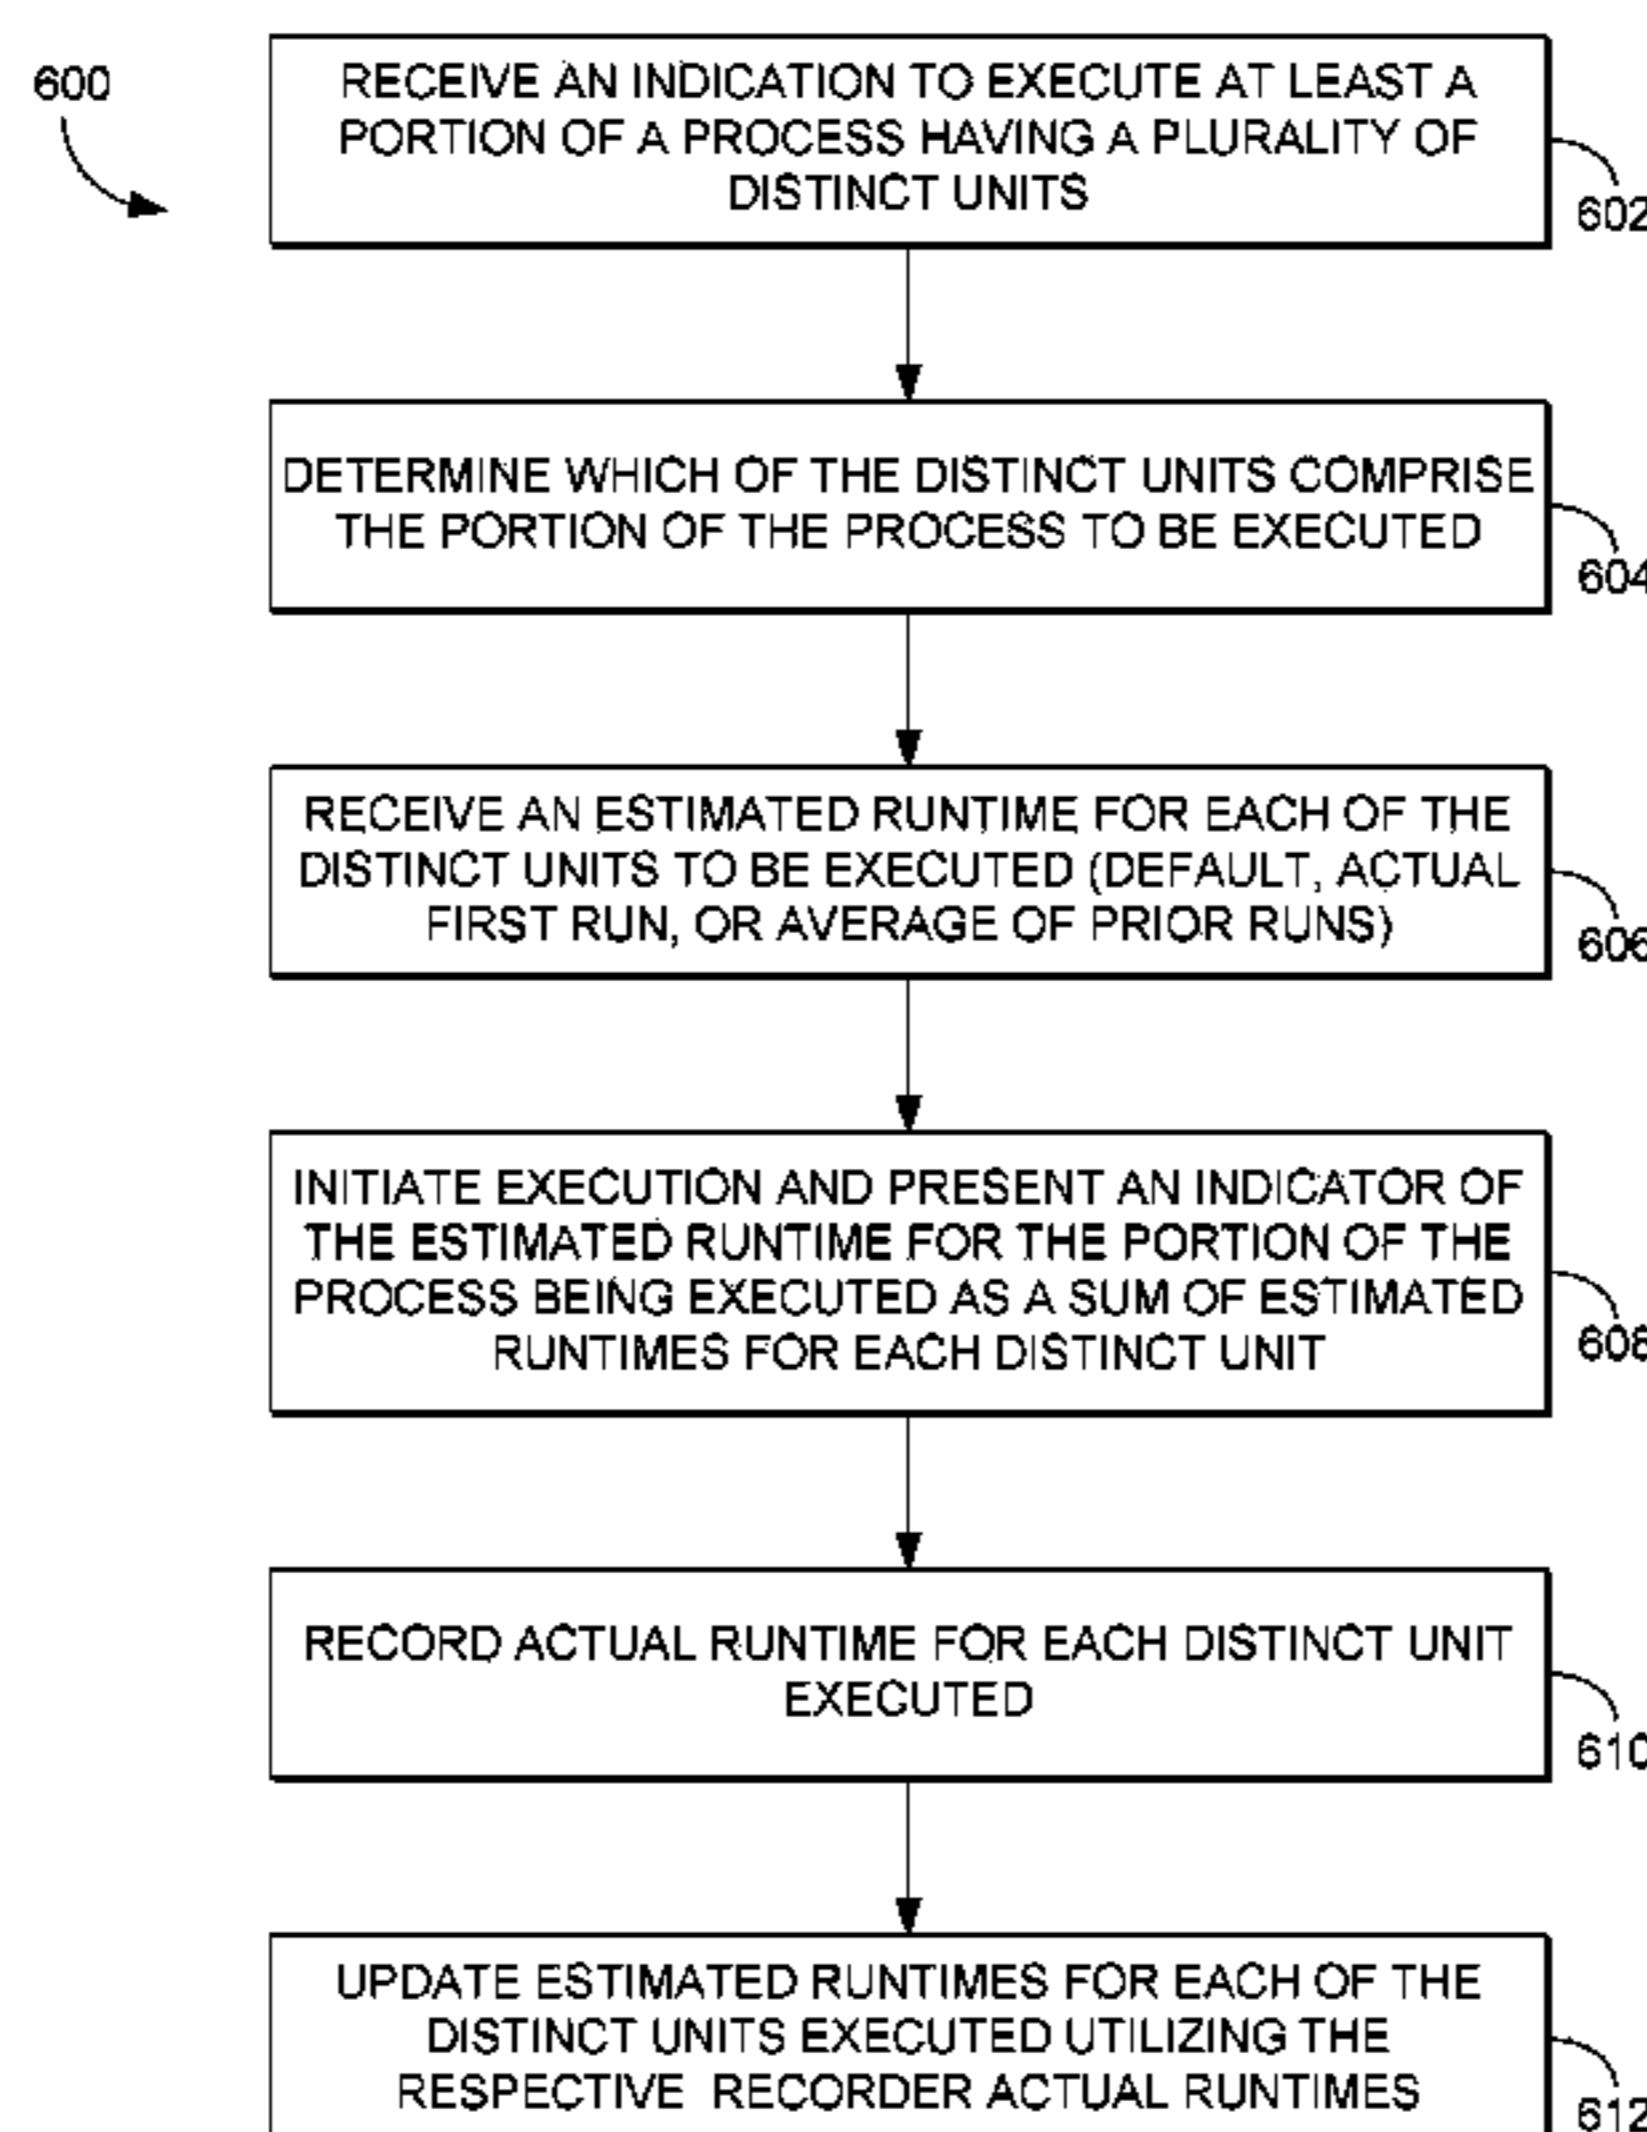 600
RECEIVE AN INDICATION TO EXECUTE AT LEAST A
PORTION OF A PROCESS HAVING A PLURALITY OF
DISTINCT UNITS
602
DETERMINE WHICH OF THE DISTINCT UNITS COMPRISE
THE PORTION OF THE PROCESS TO BE EXECUTED
604
RECEIVE AN ESTIMATED RUNTIME FOR EACH OF THE
DISTINCT UNITS TO BE EXECUTED (DEFAULT, ACTUAL
FIRST RUN, OR AVERAGE OF PRIOR RUNS)
606
INITIATE EXECUTION AND PRESENT AN INDICATOR OF
THE ESTIMATED RUNTIME FOR THE PORTION OF THE
PROCESS BEING EXECUTED AS A SUM OF ESTIMATED
RUNTIMES FOR EACH DISTINCT UNIT
608
RECORD ACTUAL RUNTIME FOR EACH DISTINCT UNIT
EXECUTED
610
UPDATE ESTIMATED RUNTIMES FOR EACH OF THE
DISTINCT UNITS EXECUTED UTILIZING THE
RESPECTIVE RECORDER ACTUAL RUNTIMES
612